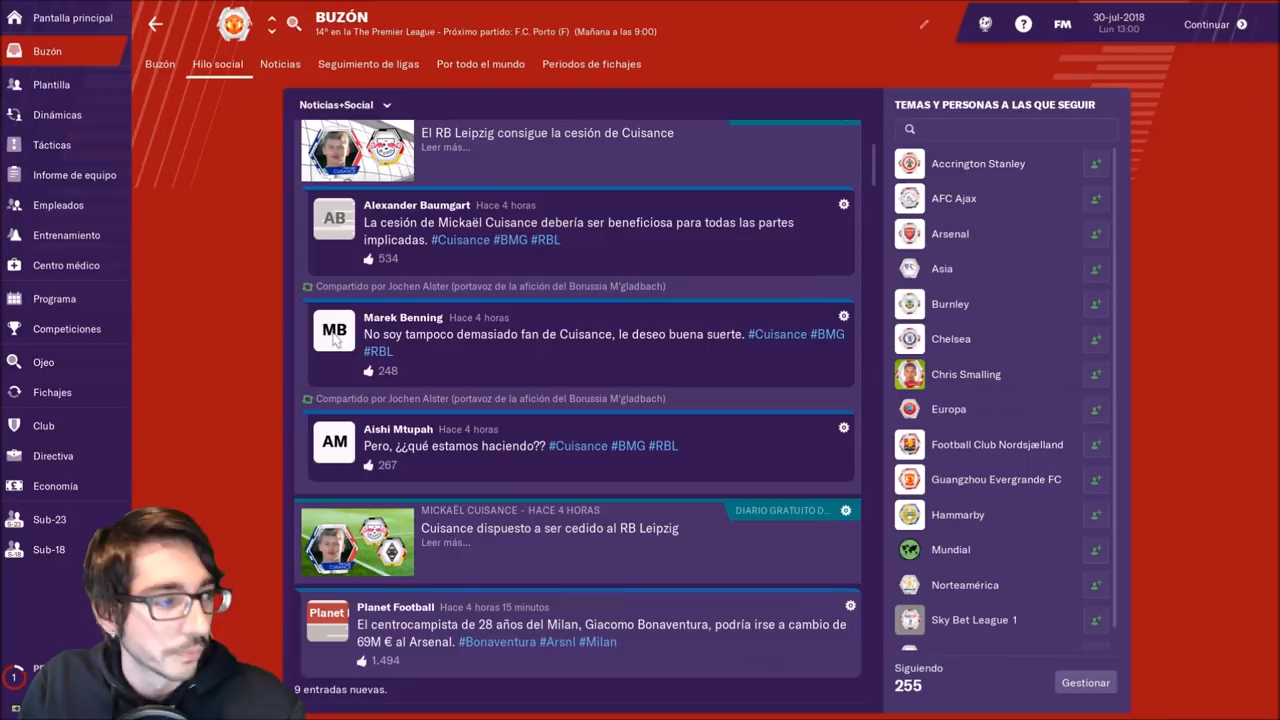 Pantalla principal
BUZÓN
14° en la The Premier League - Próximo partido: F.C. Porto (F) (Mañana a las 9:00)
?
FM
30-jul-2018
Lun 13:00
Continuar
Buzón
Plantilla
Dinámicas
Tácticas
Informe de equipo
Empleados
Entrenamiento
Centro médico
Programa
Competiciones
Ojeo
Fichajes
Club
Directiva
Economía
S-23
Sub-23
S-18
Sub-18
1
Buzón
Hilo social
Noticias
Seguimiento de ligas
Por todo el mundo
Periodos de fichajes
Noticias+Social
El RB Leipzig consigue la cesión de Cuisance
Leer más...
AB
Alexander Baumgart Hace 4 horas
La cesión de Mickaël Cuisance debería ser beneficiosa para todas las partes
implicadas. #Cuisance #BMG #RBL
534
Compartido por Jochen Alster (portavoz de la afición del Borussia M'gladbach)
MB
Marek Benning Hace 4 horas
No soy tampoco demasiado fan de Cuisance, le deseo buena suerte. #Cuisance #BMG
#RBL
248
Compartido por Jochen Alster (portavoz de la afición del Borussia M'gladbach)
AM
Aishi Mtupah Hace 4 horas
Pero, ¿¿qué estamos haciendo?? #Cuisance #BMG #RBL
267
MICKAËL CUISANCE - HACE 4 HORAS
DIARIO GRATUITO D...
Cuisance dispuesto a ser cedido al RB Leipzig
Leer más...
Planet
Planet Football Hace 4 horas 15 minutos
El centrocampista de 28 años del Milan, Giacomo Bonaventura, podría irse a cambio de
69M € al Arsenal. #Bonaventura #Arsnl #Milan
1.494
9 entradas nuevas.
TEMAS Y PERSONAS A LAS QUE SEGUIR
Accrington Stanley
AFC Ajax
Arsenal
Asia
Burnley
Chelsea
Chris Smalling
Europa
Football Club Nordsjælland
Guangzhou Evergrande FC
Hammarby
Mundial
Norteamérica
Sky Bet League 1
Siguiendo
255
Gestionar